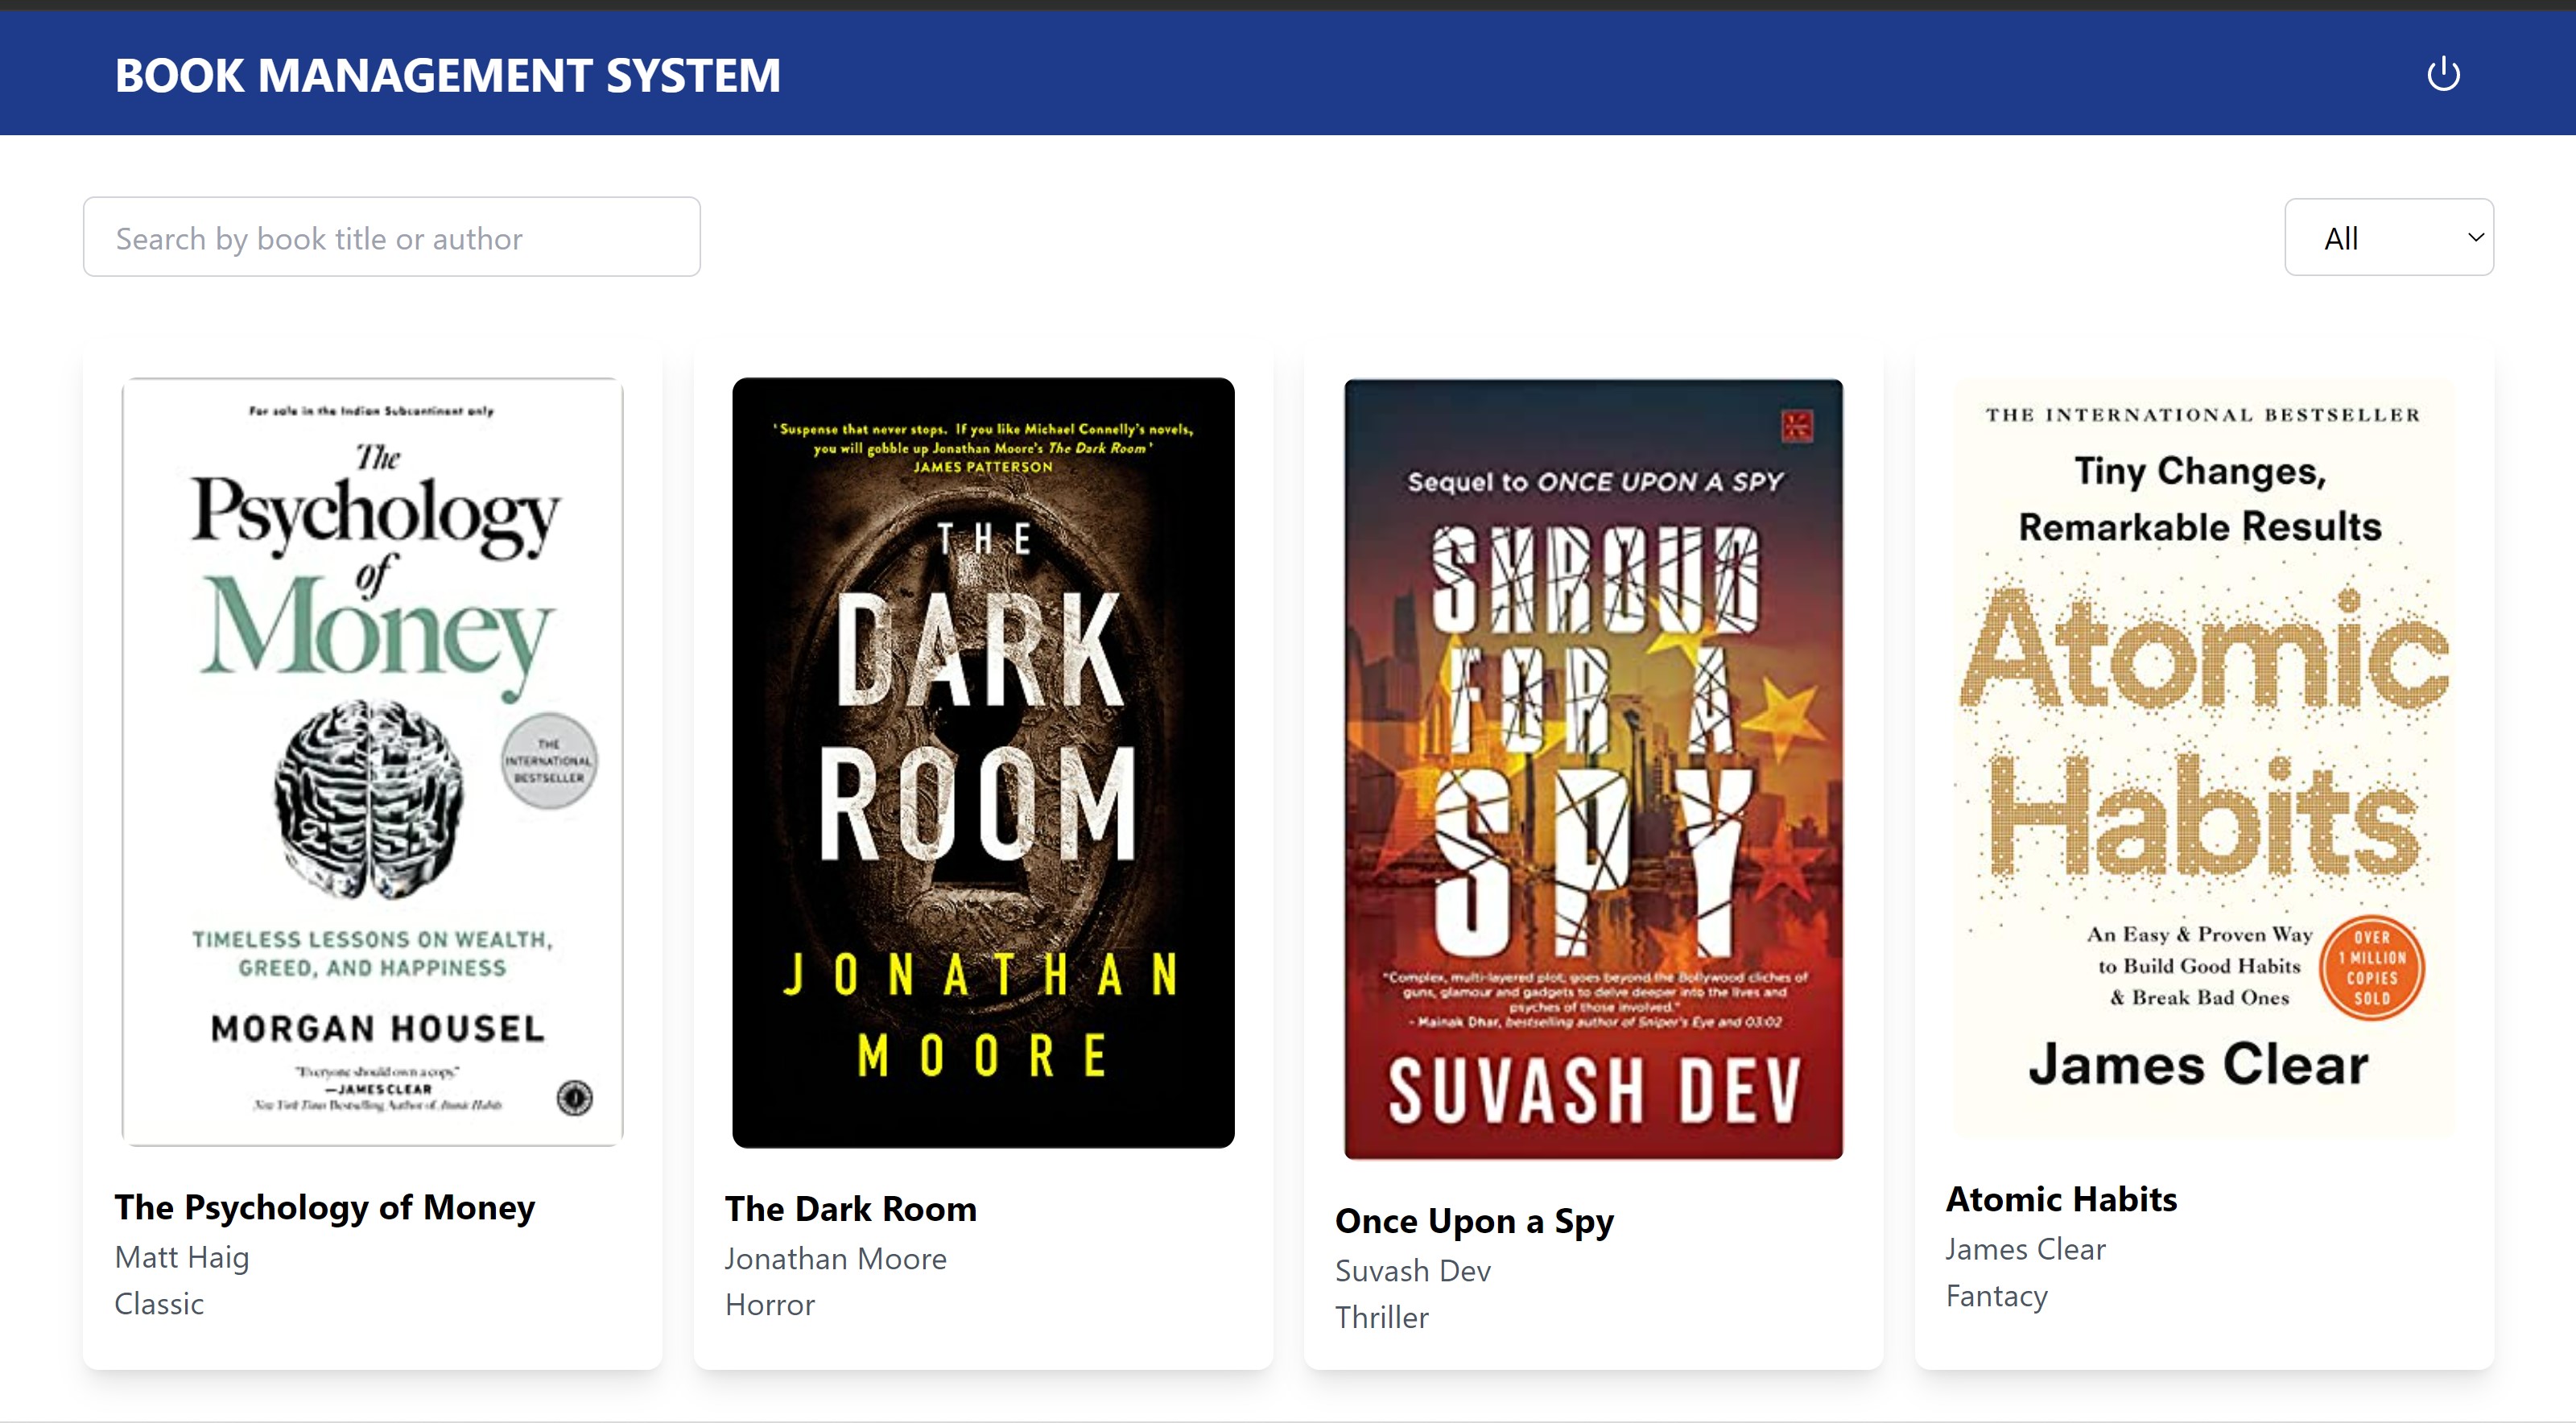 BOOK MANAGEMENT SYSTEM
Search by book title or author
All
For sale in the Indian Subcontinent only
The
Psychology
of
Money
THE
INTERNATIONAL
BESTSELLER
TIMELESS LESSONS ON WEALTH,
GREED, AND HAPPINESS
MORGAN HOUSEL
"Everyone should own a copy."
—JAMES CLEAR
New York Times Bestselling Author of Atomic Habits
The Psychology of Money
Matt Haig
Classic
'Suspense that never stops. If you like Michael Connelly's novels,
you will gobble up Jonathan Moore's The Dark Room'
JAMES PATTERSON
THE
DARK
ROOM
JONATHAN
MOORE
The Dark Room
Jonathan Moore
Horror
Sequel to ONCE UPON A SPY
SHROUD
FOR A
SPY
"Complex, multi-layered plot, goes beyond the Bollywood cliches of
guns, glamour and gadgets to delve deeper into the lives and
psyches of those involved."
- Mainak Dhar, bestselling author of Sniper's Eye and 03:02
SUVASH DEV
Once Upon a Spy
Suvash Dev
Thriller
THE INTERNATIONAL BESTSELLER
Tiny Changes,
Remarkable Results
Atomic
Habits
An Easy & Proven Way
to Build Good Habits
& Break Bad Ones
OVER
1 MILLION
COPIES
SOLD
James Clear
Atomic Habits
James Clear
Fantacy